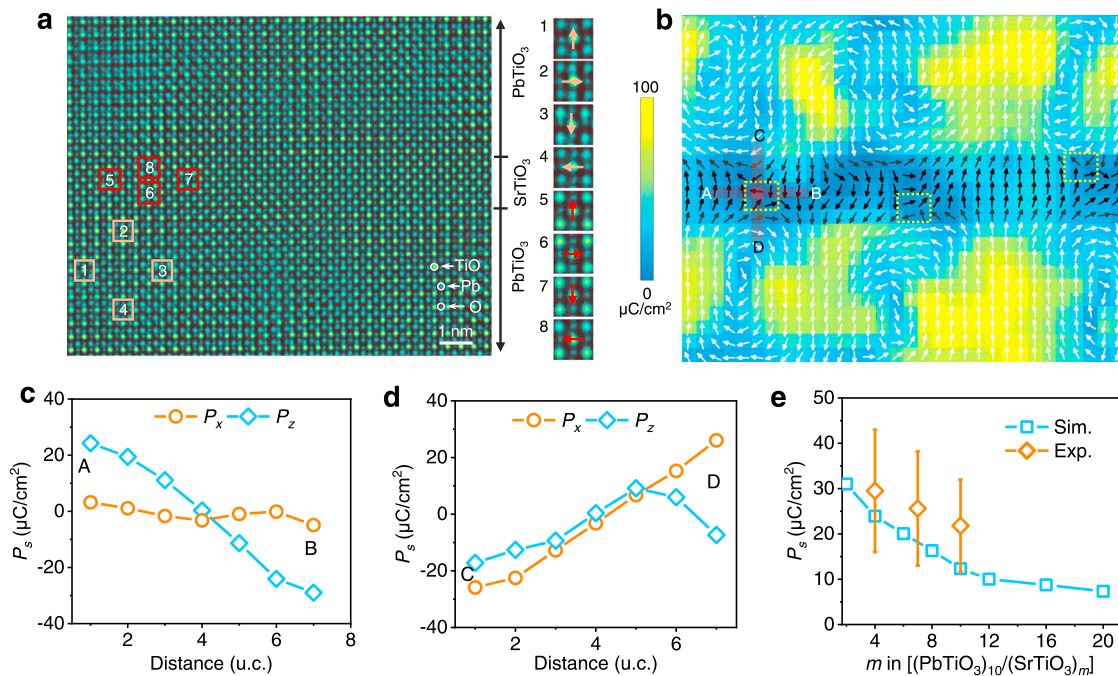 a
PbTiO3
SrTiO3
PbTiO3
1
2
3
4
5
6
7
8
5
8
6
7
2
1
3
4
TiO
Pb
O
1 nm
b
100
0
µC/cm2
A
B
C
D
c
Px
Pz
40
20
0
-20
-40
Ps (µC/cm2)
A
B
0 2 4 6 8
Distance (u.c.)
d
Px
Pz
40
20
0
-20
-40
Ps (µC/cm2)
C
D
2 4 6
Distance (u.c.)
e
Sim.
Exp.
50
40
30
20
10
0
Ps (µC/cm2)
4 8 12 16 20
m in [(PbTiO3)10/(SrTiO3)m]